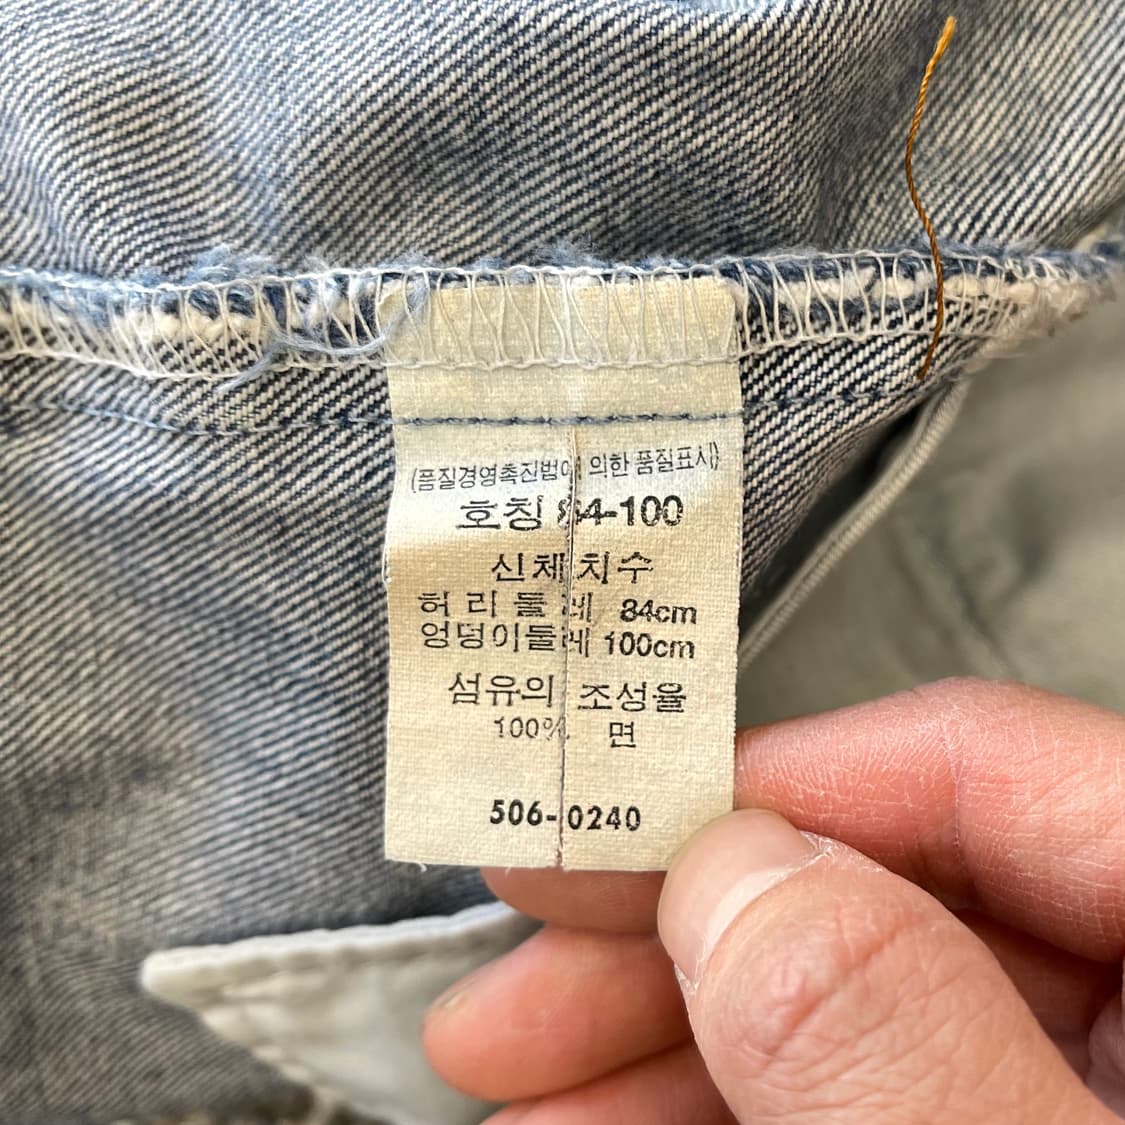 (품질경영촉진법에 의한 품질표시)
호칭 84-100
신체치수
허리둘레 84cm
엉덩이둘레 100cm
섬유의 조성율
100% 면
506-0240